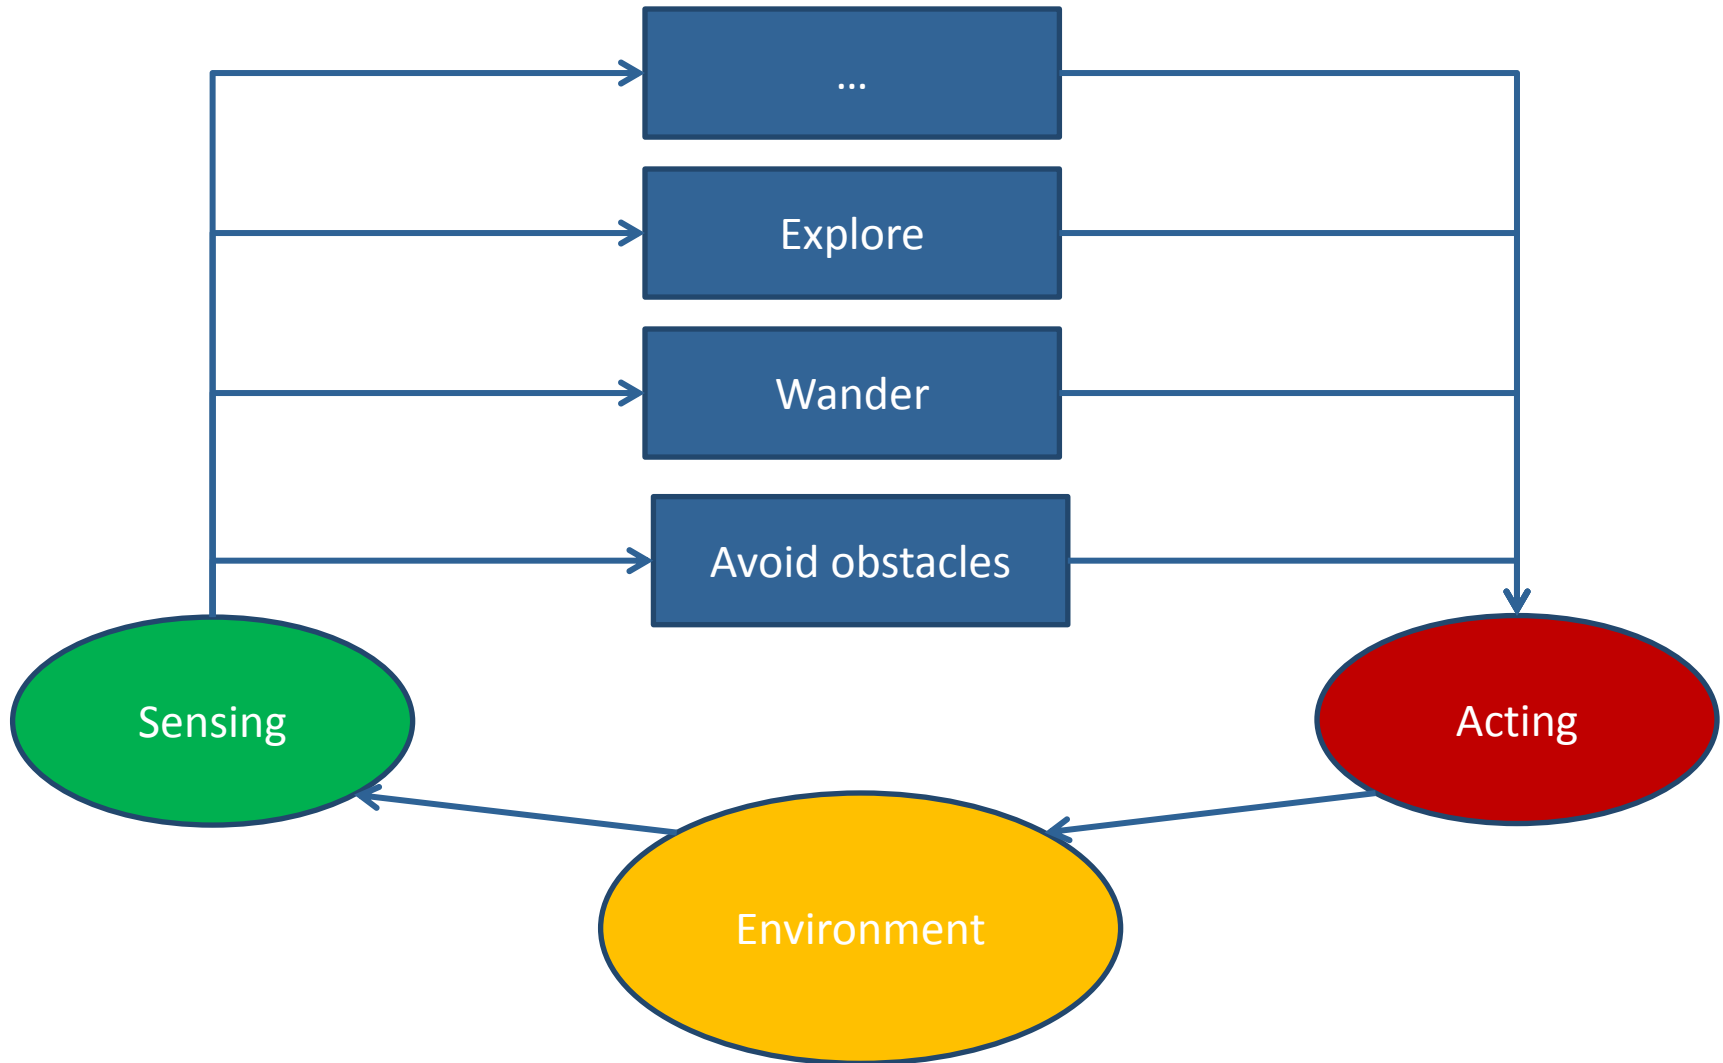 ...
Explore
Wander
Avoid obstacles
Sensing
Acting
Environment